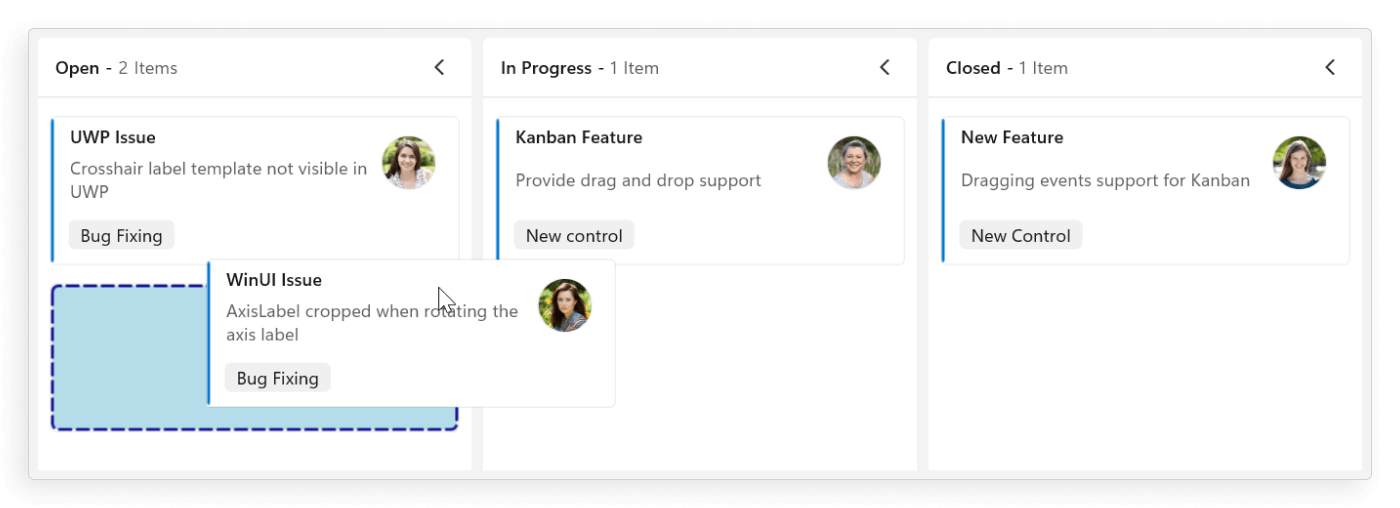 Open - 2 Items
UWP Issue
Crosshair label template not visible in
UWP
Bug Fixing
WinUI Issue
AxisLabel cropped when rotating the
axis label
Bug Fixing
In Progress - 1 Item
Kanban Feature
Provide drag and drop support
New control
Closed - 1 Item
New Feature
Dragging events support for Kanban
New Control